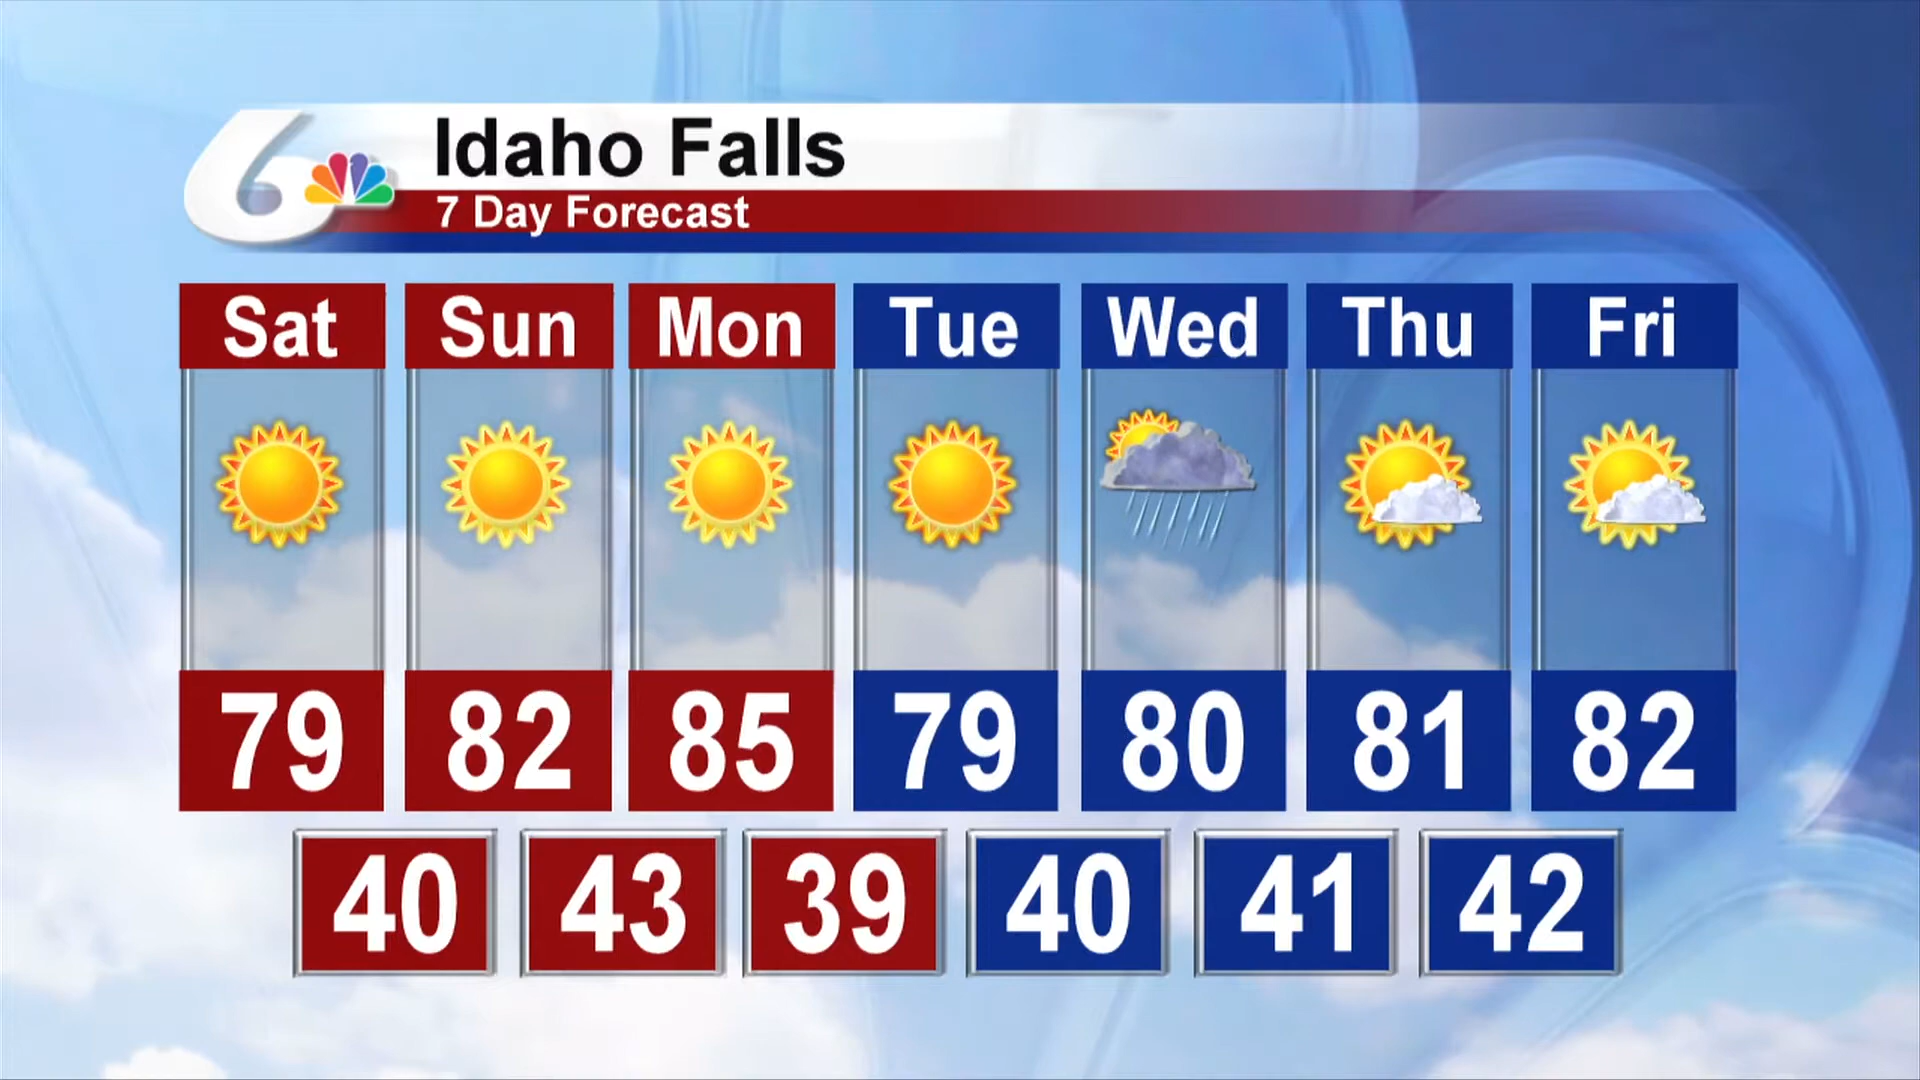 6
Idaho Falls
7 Day Forecast
Sat Sun Mon Tue Wed Thu Fri
79 82 85 79 80 81 82
40 43 39 40 41 42